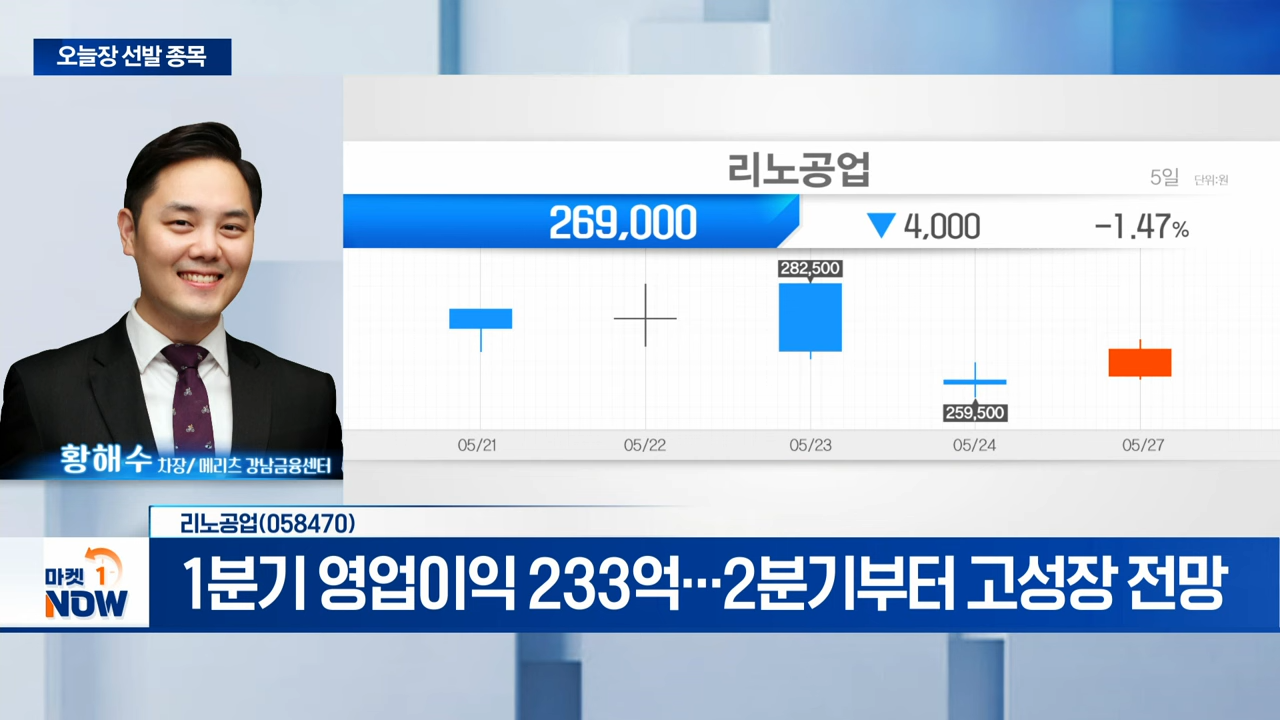 오늘장 선발 종목
리노공업
5일 단위:원
269,000 ▼ 4,000 -1.47%
282,500
259,500
05/21 05/22 05/23 05/24 05/27
황해수 차장/ 메리츠 강남금융센터
리노공업(058470)
마켓 1
NOW
1분기 영업이익 233억…2분기부터 고성장 전망